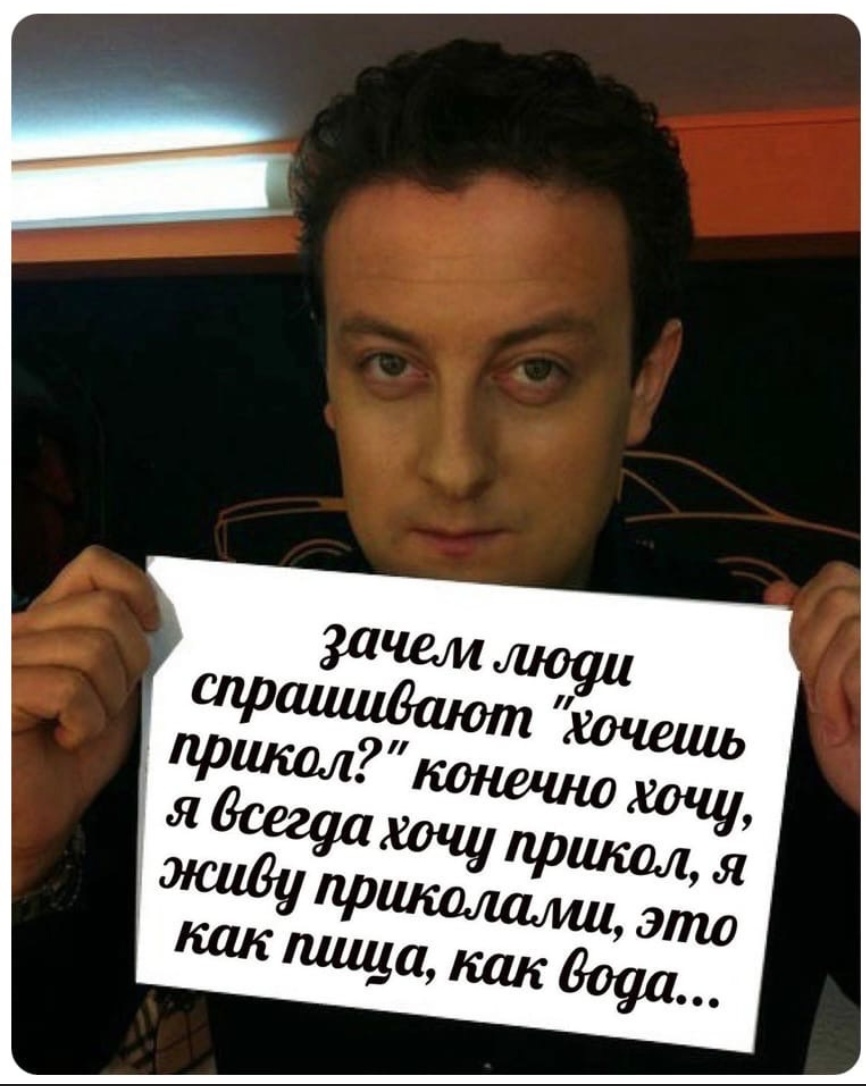 зачем люди
спрашивают "хочешь
прикол?" конечно хочу,
я всегда хочу прикол, я
живу приколами, это
как пища, как вода...